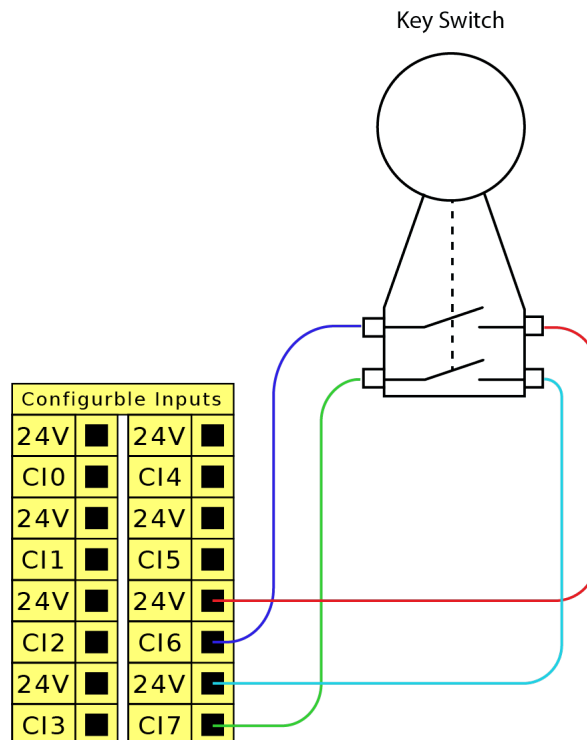 Key Switch
Configurble Inputs
24V 24V
CI0 CI4
24V 24V
CI1 CI5
24V 24V
CI2 CI6
24V 24V
CI3 CI7